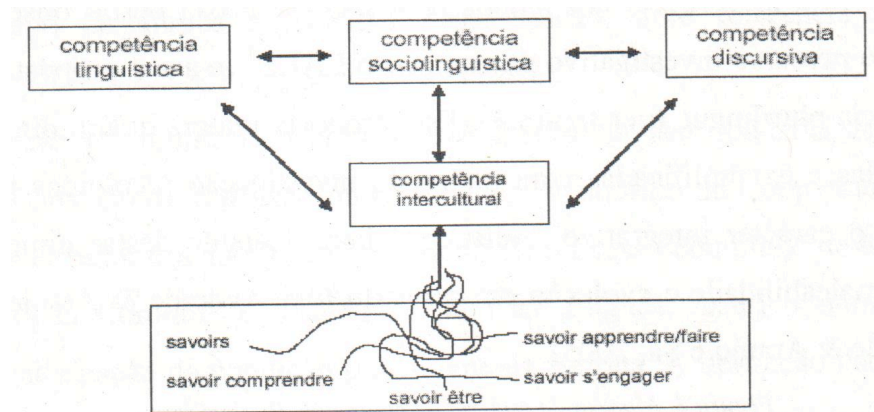 competência
linguística
competência
sociolinguística
competência
discursiva
competência
intercultural
savoirs
savoir apprendre/faire
savoir comprendre
savoir s'engager
savoir être